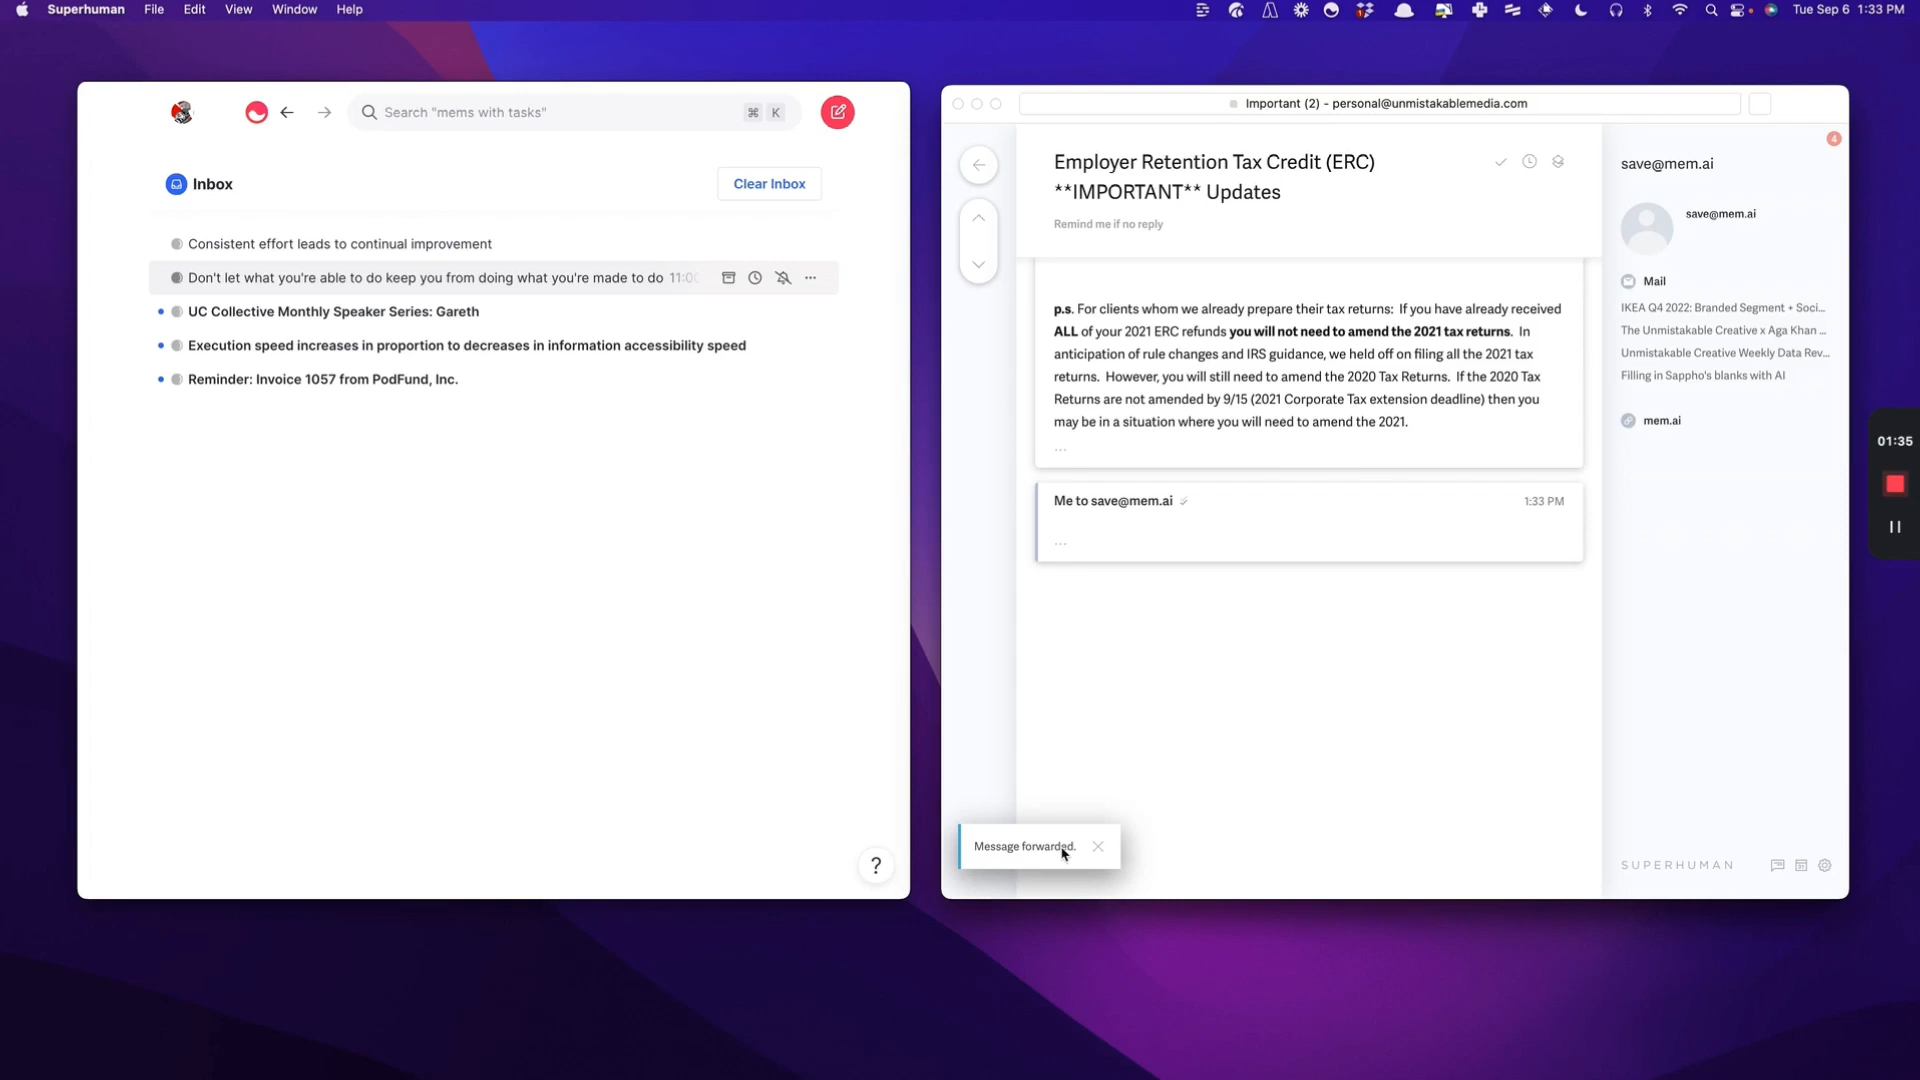 Superhuman File Edit View Window Help
Tue Sep 6 1:33 PM
Search "mems with tasks"
⌘ K
Inbox
Clear Inbox
Consistent effort leads to continual improvement
Don't let what you're able to do keep you from doing what you're made to do 11:00
UC Collective Monthly Speaker Series: Gareth
Execution speed increases in proportion to decreases in information accessibility speed
Reminder: Invoice 1057 from PodFund, Inc.
?
Important (2) - personal@unmistakablemedia.com
Employer Retention Tax Credit (ERC)
**IMPORTANT** Updates
Remind me if no reply
p.s. For clients whom we already prepare their tax returns: If you have already received
ALL of your 2021 ERC refunds you will not need to amend the 2021 tax returns. In
anticipation of rule changes and IRS guidance, we held off on filing all the 2021 tax
returns. However, you will still need to amend the 2020 Tax Returns. If the 2020 Tax
Returns are not amended by 9/15 (2021 Corporate Tax extension deadline) then you
may be in a situation where you will need to amend the 2021.
...
Me to save@mem.ai
1:33 PM
...
Message forwarded.
4
save@mem.ai
save@mem.ai
Mail
IKEA Q4 2022: Branded Segment + Soci...
The Unmistakable Creative x Aga Khan ...
Unmistakable Creative Weekly Data Rev...
Filling in Sappho's blanks with AI
mem.ai
SUPERHUMAN
01:35